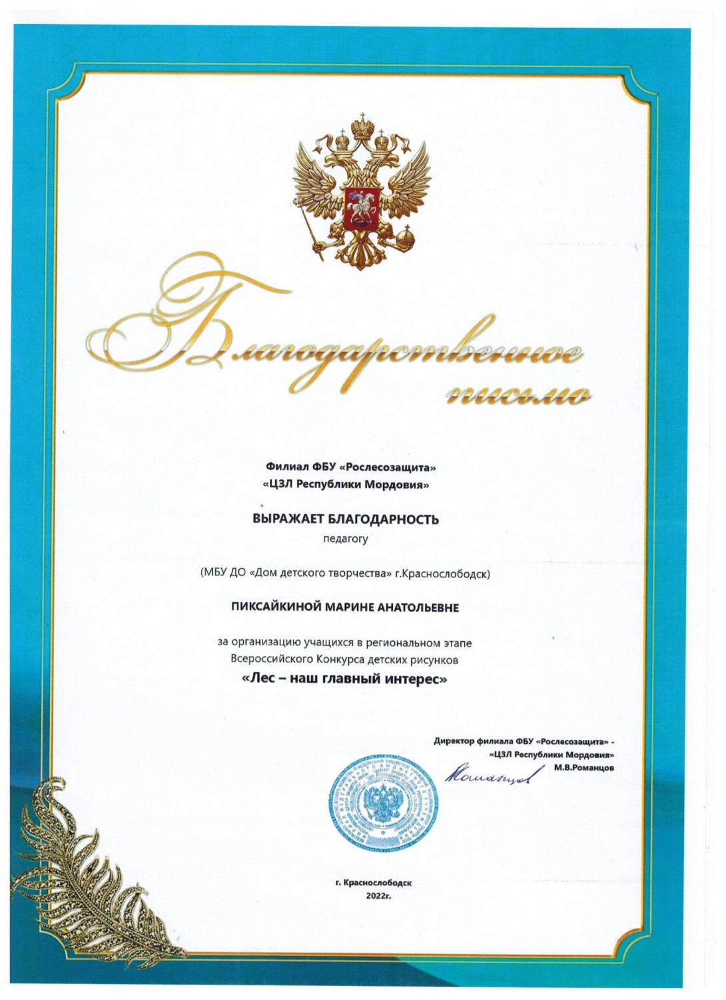 Благодарственное
письмо
Филиал ФБУ «Рослесозащита»
«ЦЗЛ Республики Мордовия»
ВЫРАЖАЕТ БЛАГОДАРНОСТЬ
педагогу
(МБУ ДО «Дом детского творчества» г.Краснослободск)
ПИКСАЙКИНОЙ МАРИНЕ АНАТОЛЬЕВНЕ
за организацию учащихся в региональном этапе
Всероссийского Конкурса детских рисунков
«Лес – наш главный интерес»
Директор филиала ФБУ «Рослесозащита» -
«ЦЗЛ Республики Мордовия»
М.В.Романцов
г. Краснослободск
2022г.